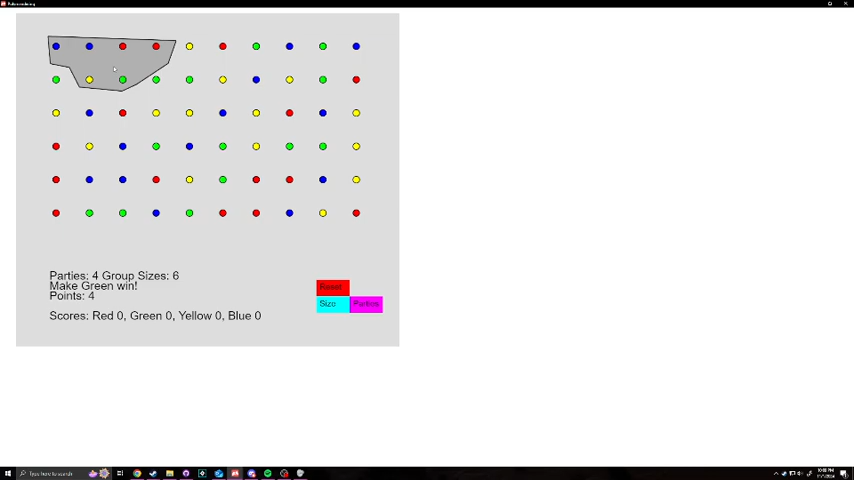 Parties: 4 Group Sizes: 6
Make Green win!
Points: 4
Scores: Red 0, Green 0, Yellow 0, Blue 0
Reset
Size
Parties
Type here to search